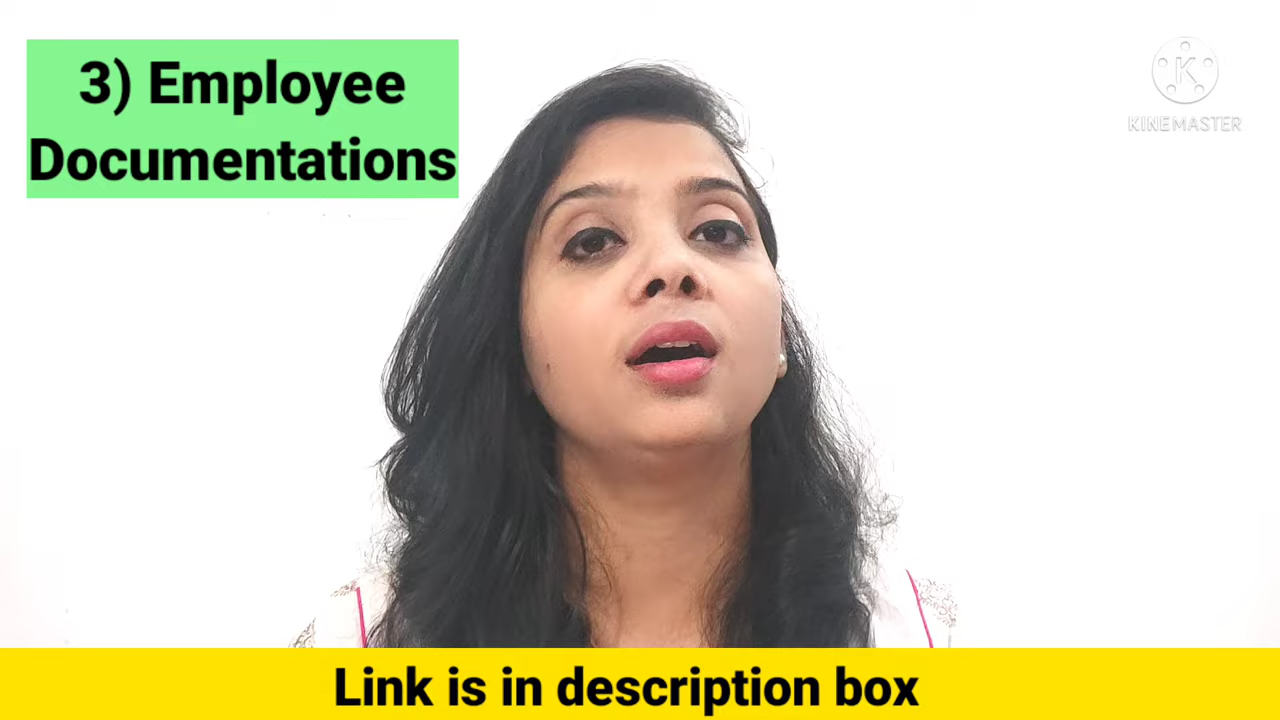 3) Employee
Documentations
K
KINEMASTER
Link is in description box